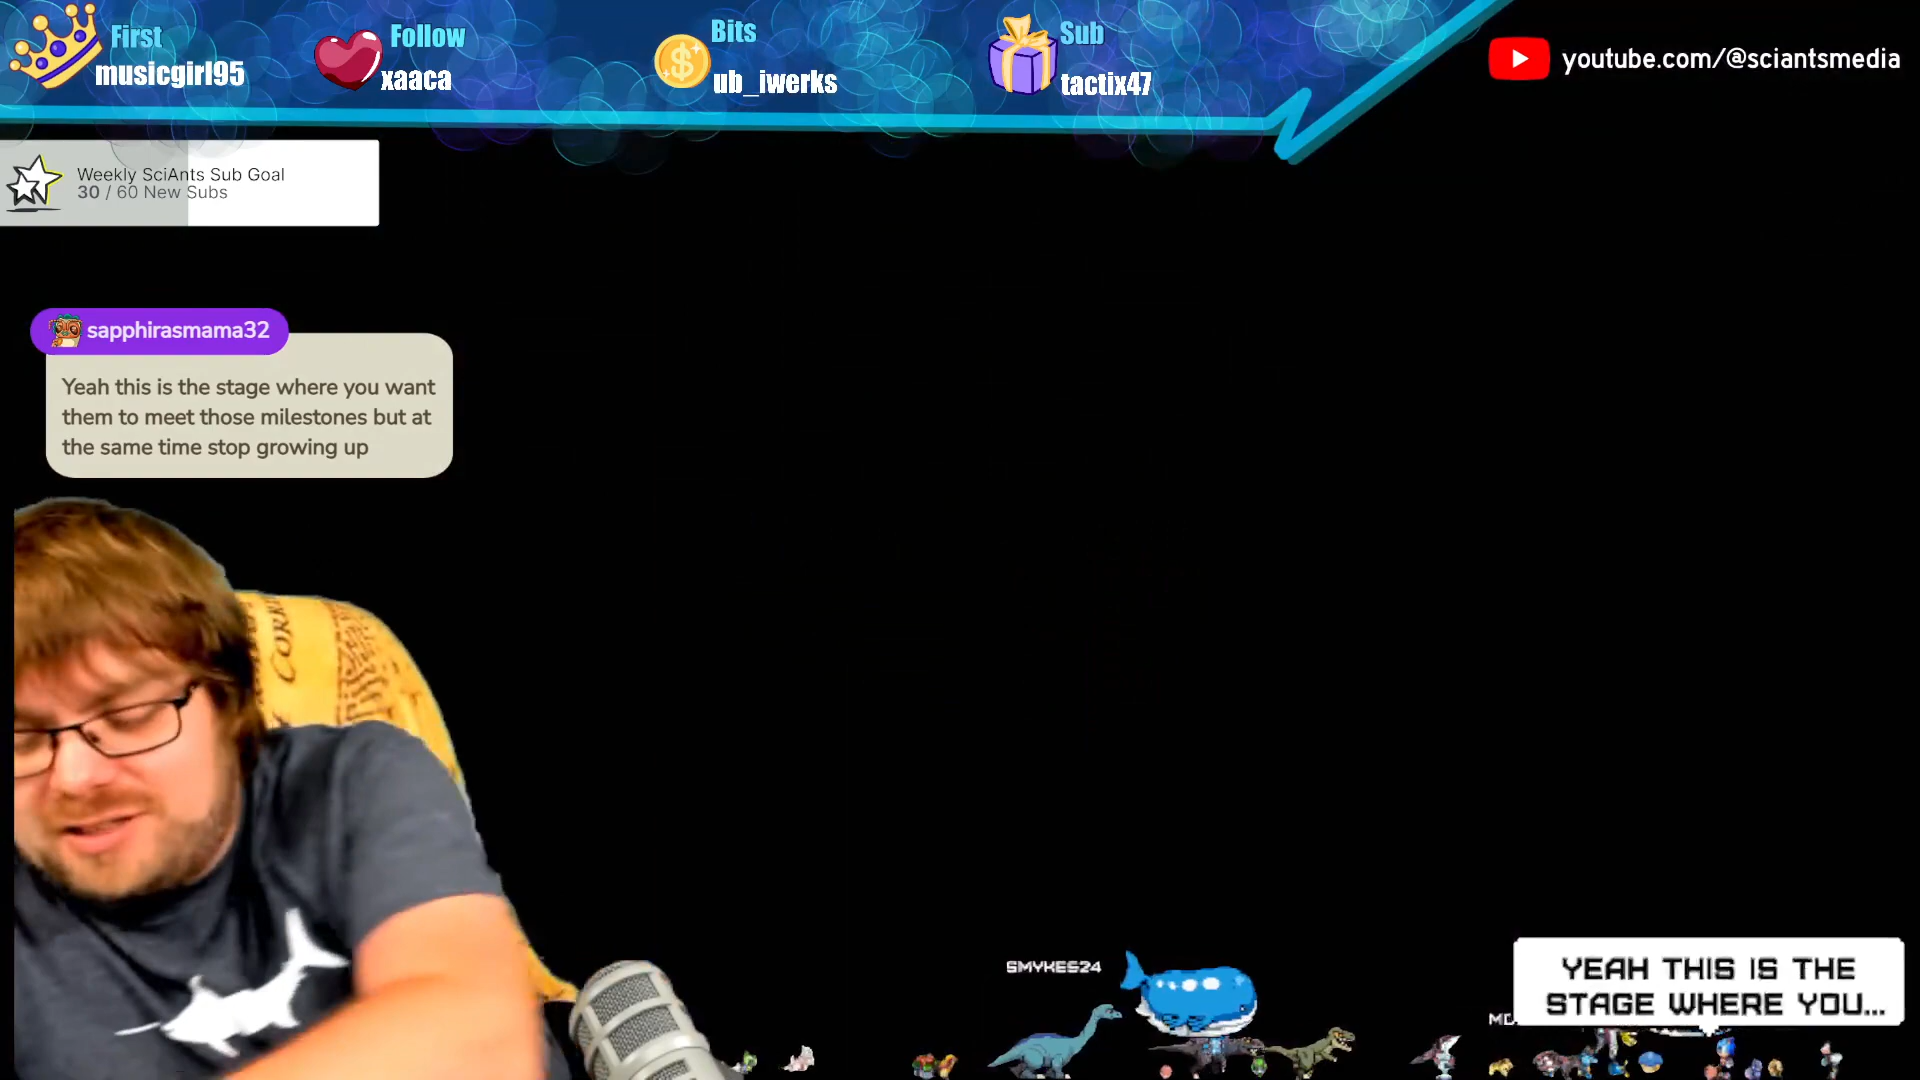 First
musicgirl95
Follow
xaaca
Bits
ub_iwerks
Sub
tactix47
youtube.com/@sciantsmedia
Weekly SciAnts Sub Goal
30 / 60 New Subs
sapphirasmama32
Yeah this is the stage where you want
them to meet those milestones but at
the same time stop growing up
SMYKES24
YEAH THIS IS THE
STAGE WHERE YOU...